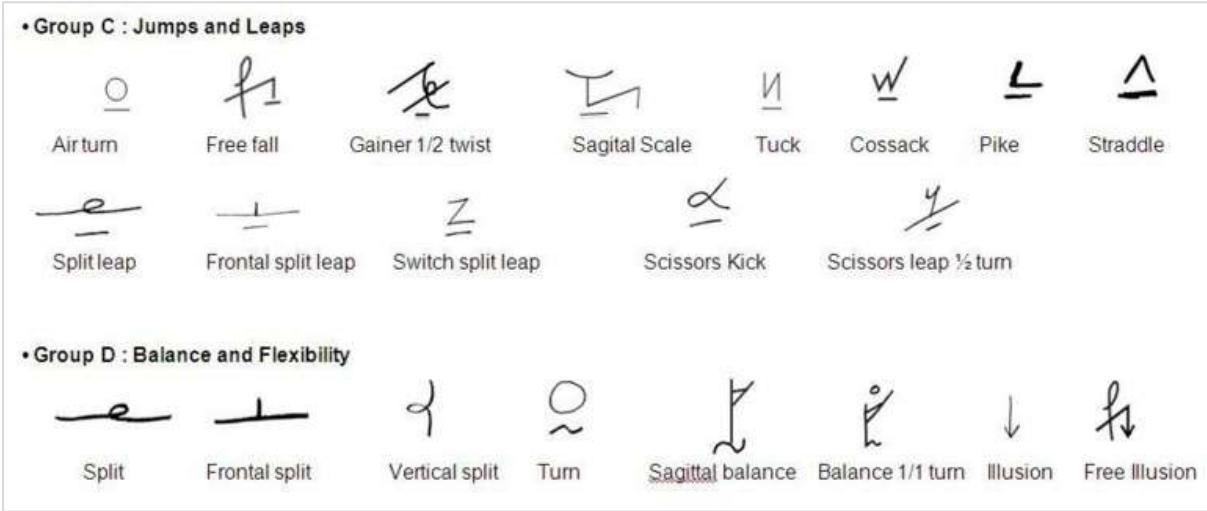 • Group C : Jumps and Leaps
Air turn Free fall Gainer 1/2 twist Sagital Scale Tuck Cossack Pike Straddle
Split leap Frontal split leap Switch split leap Scissors Kick Scissors leap ½ turn
• Group D : Balance and Flexibility
Split Frontal split Vertical split Turn Sagittal balance Balance 1/1 turn Illusion Free Illusion